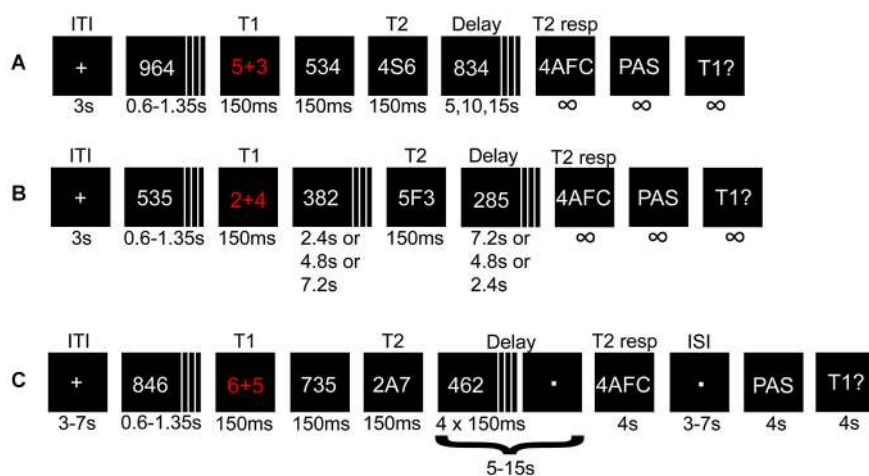 ITI T1 T2 Delay T2 resp
A + 964 5+3 534 4S6 834 4AFC PAS T1?
3s 0.6-1.35s 150ms 150ms 150ms 5,10,15s ∞ ∞ ∞
ITI T1 T2 Delay T2 resp
B + 535 2+4 382 5F3 285 4AFC PAS T1?
3s 0.6-1.35s 150ms 2.4s or 150ms 7.2s or ∞ ∞ ∞
4.8s or 4.8s or
7.2s 2.4s
ITI T1 T2 Delay T2 resp ISI
C + 846 6+5 735 2A7 462 4AFC PAS T1?
3-7s 0.6-1.35s 150ms 150ms 150ms 4 x 150ms 4s 3-7s 4s 4s
5-15s